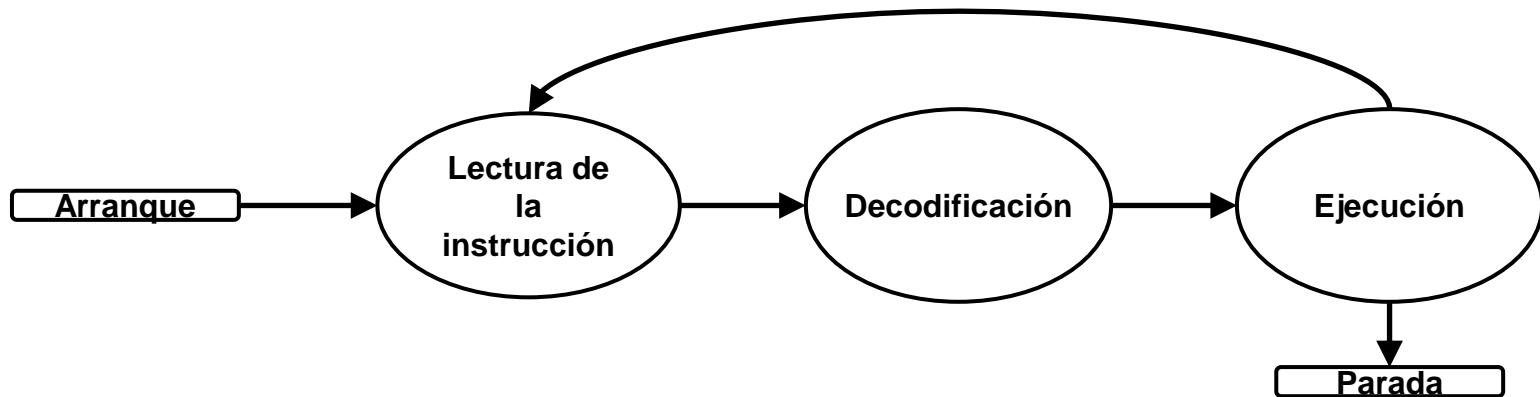 Arranque
Lectura de
la
instrucción
Decodificación
Ejecución
Parada